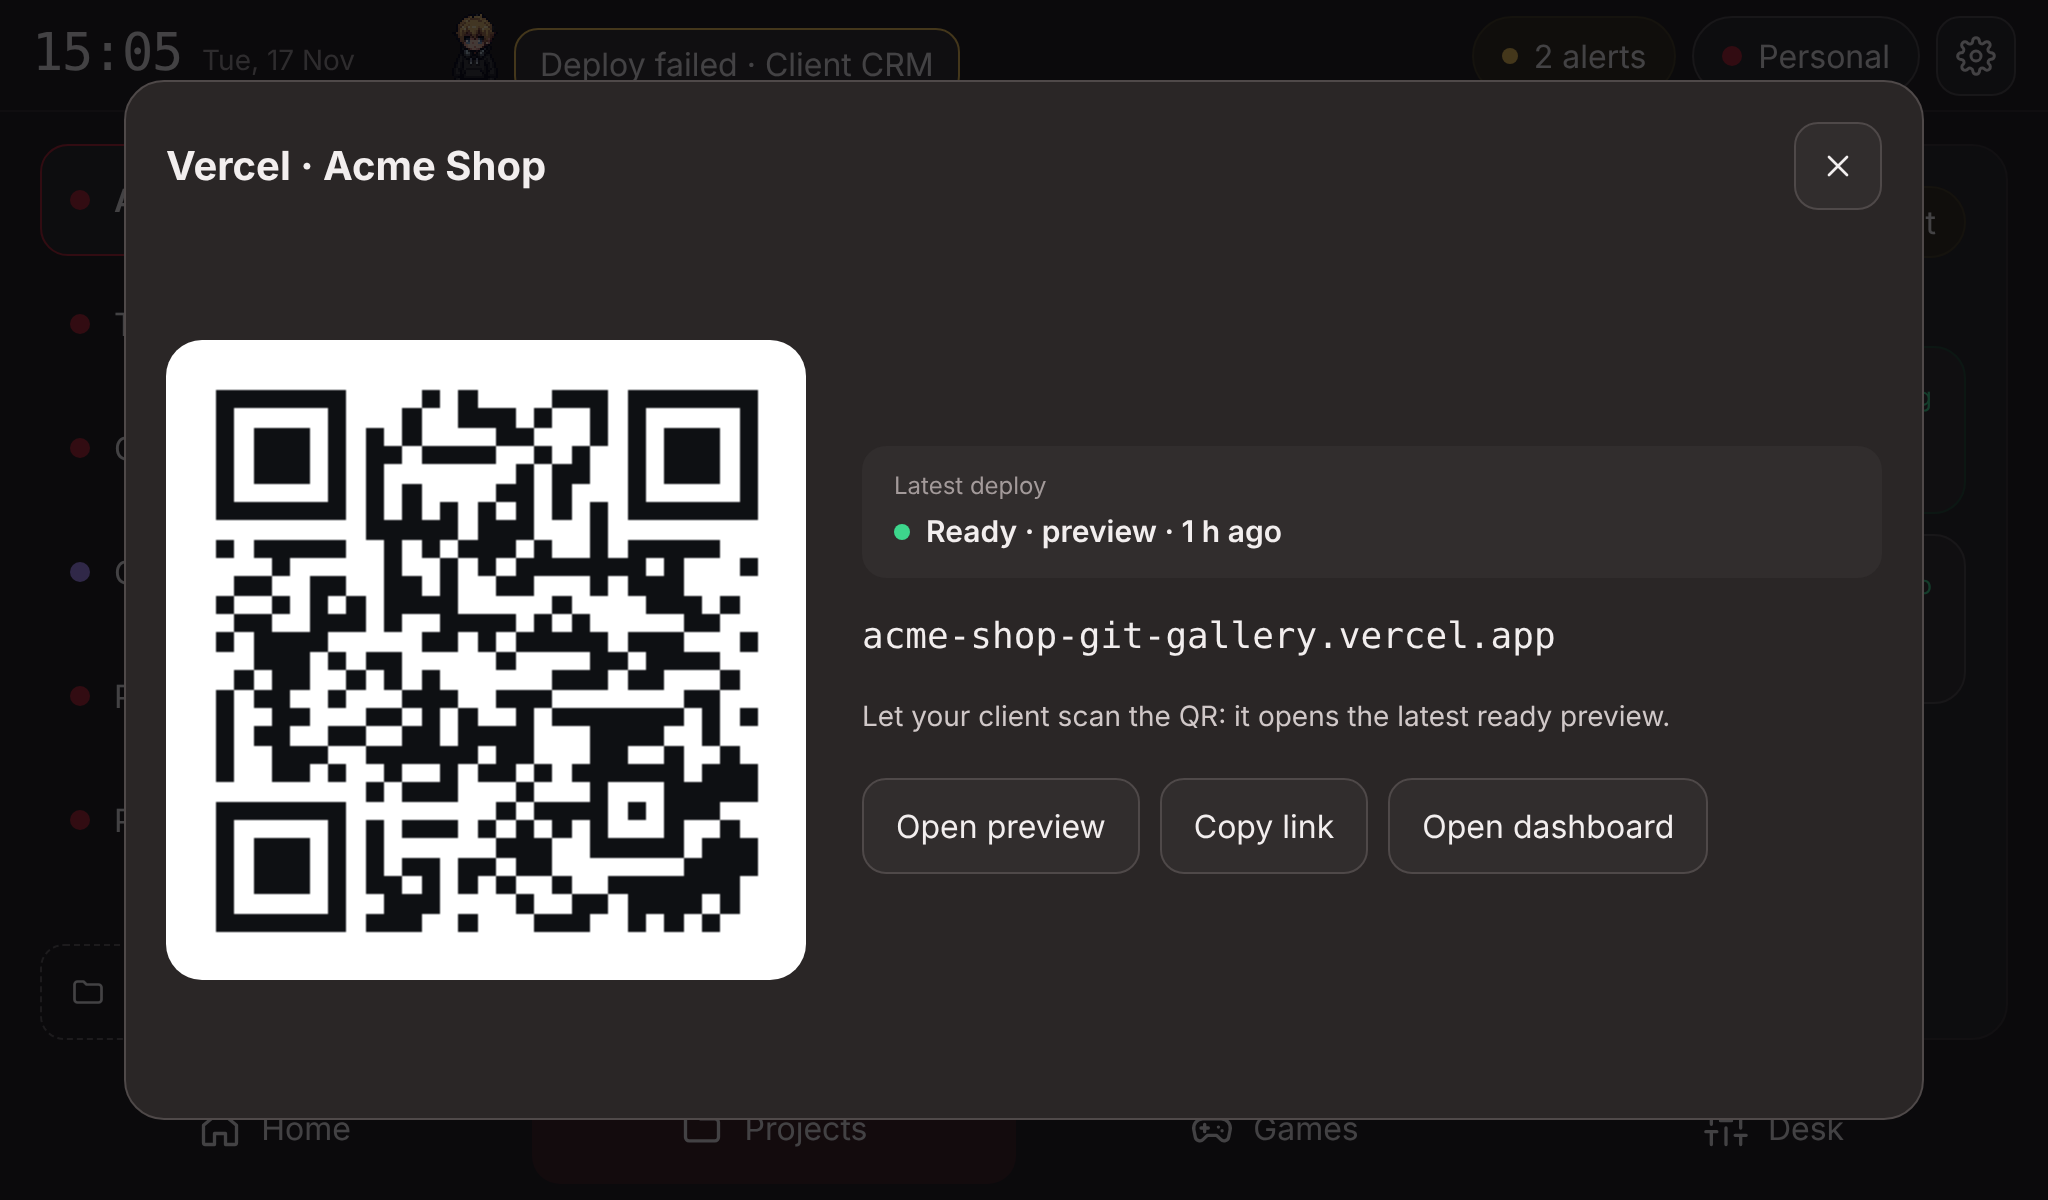 15:05 Tue, 17 Nov
Deploy failed · Client CRM
2 alerts
Personal
Vercel · Acme Shop
Latest deploy
Ready · preview · 1 h ago
acme-shop-git-gallery.vercel.app
Let your client scan the QR: it opens the latest ready preview.
Open preview
Copy link
Open dashboard
Home
Projects
Games
Desk